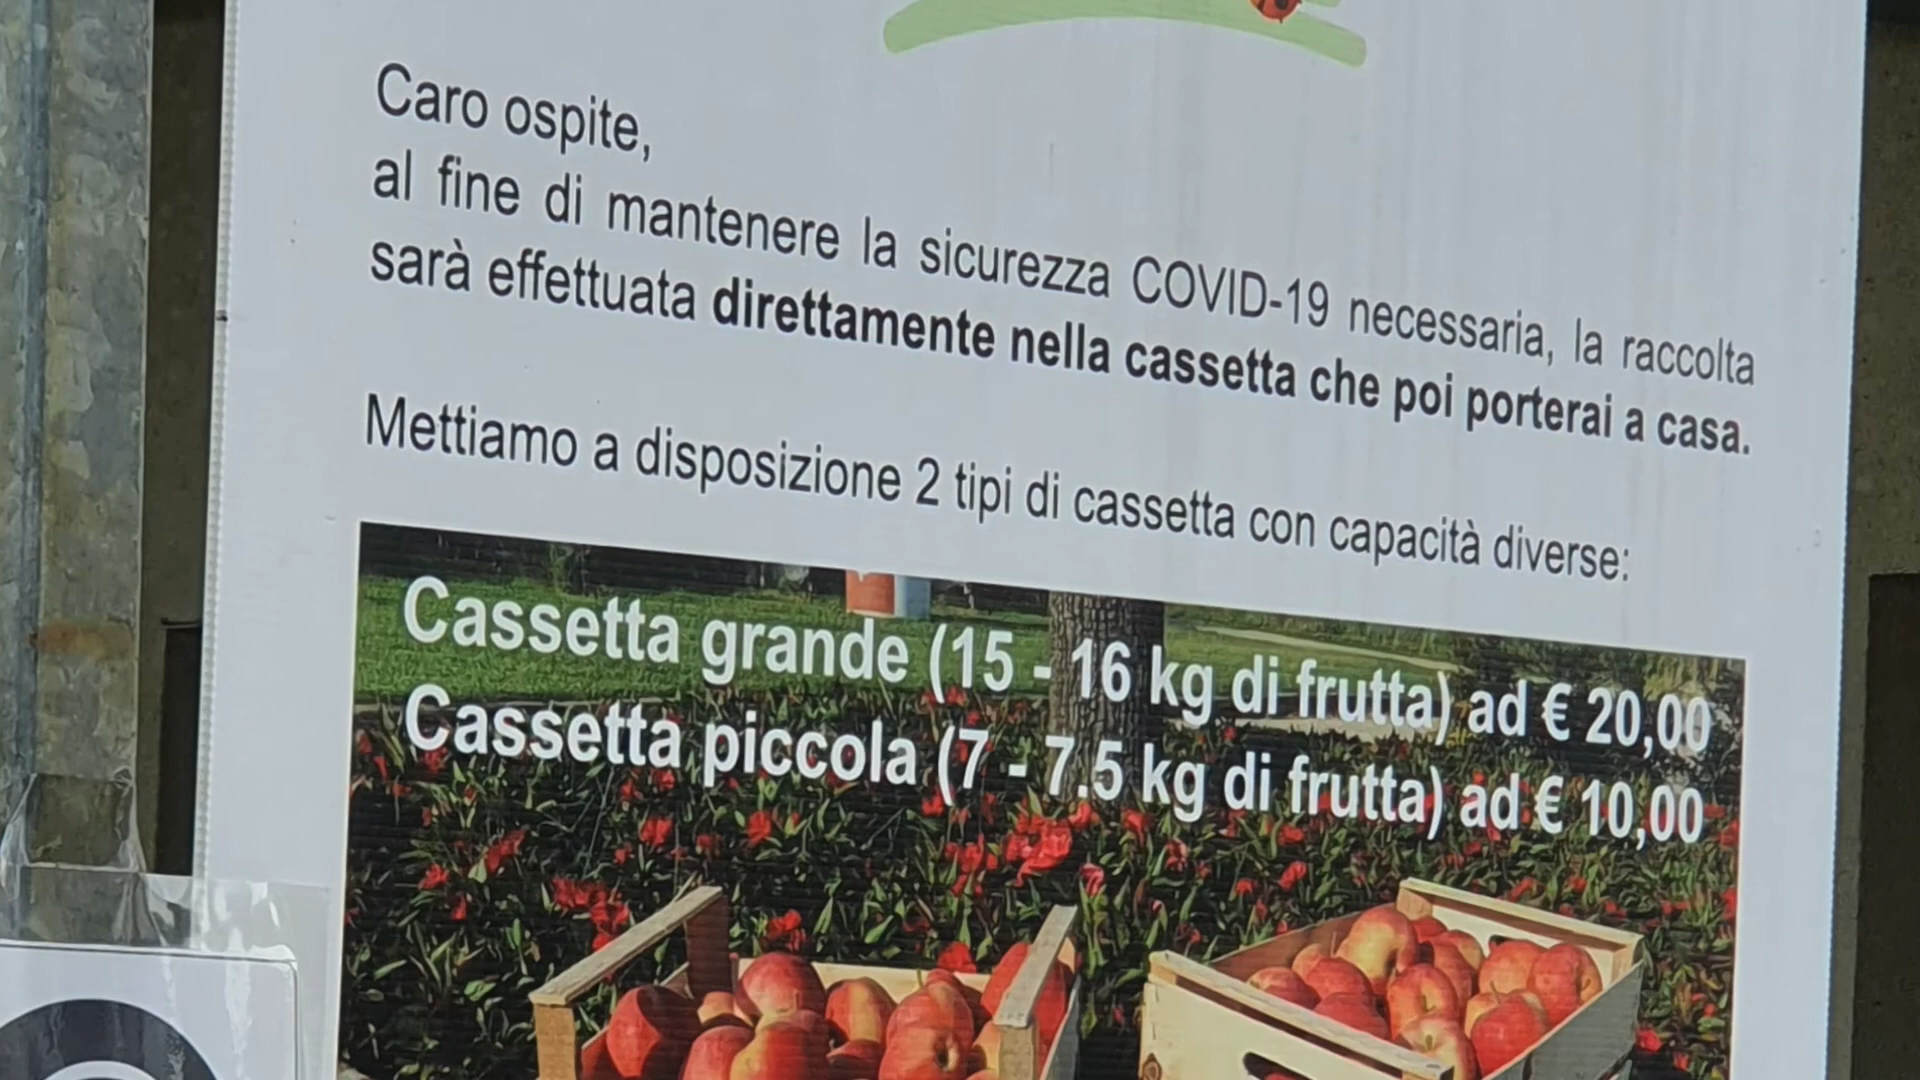 Caro ospite,
al fine di mantenere la sicurezza COVID-19 necessaria, la raccolta
sarà effettuata direttamente nella cassetta che poi porterai a casa.
Mettiamo a disposizione 2 tipi di cassetta con capacità diverse:
Cassetta grande (15 - 16 kg di frutta) ad € 20,00
Cassetta piccola (7 - 7.5 kg di frutta) ad € 10,00